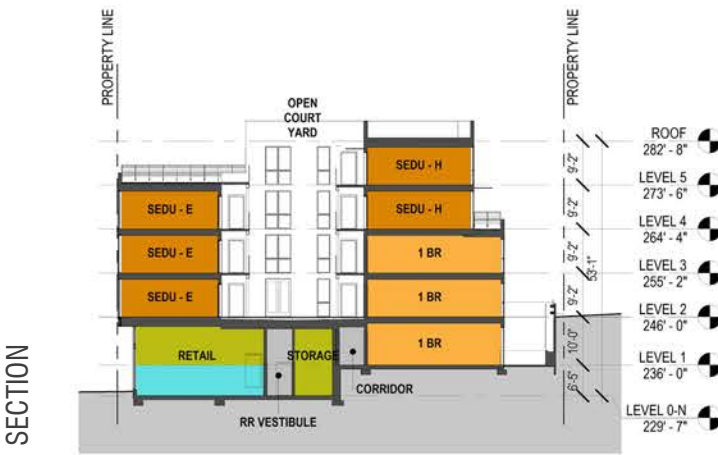 PROPERTY LINE
PROPERTY LINE
OPEN
COURT
YARD
ROOF
282' - 8"
SEDU - H
9'-2"
LEVEL 5
273' - 6"
SEDU - E
SEDU - H
9'-2"
LEVEL 4
264' - 4"
SEDU - E
1 BR
9'-2"
53'-1"
LEVEL 3
255' - 2"
SEDU - E
1 BR
9'-2"
LEVEL 2
246' - 0"
RETAIL
STORAGE
1 BR
10'-0"
LEVEL 1
236' - 0"
CORRIDOR
6'-5"
RR VESTIBULE
LEVEL 0-N
229' - 7"
SECTION